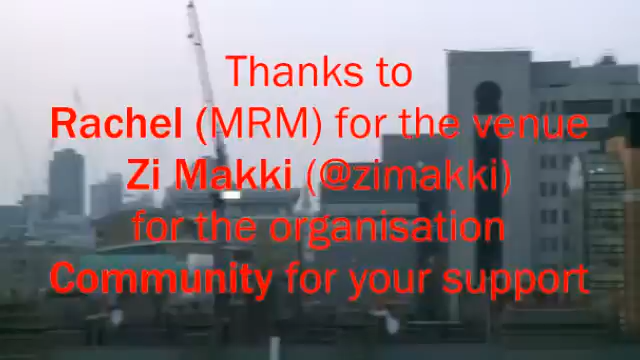 Thanks to
Rachel (MRM) for the venue
Zi Makki (@zimakki)
for the organisation
Community for your support